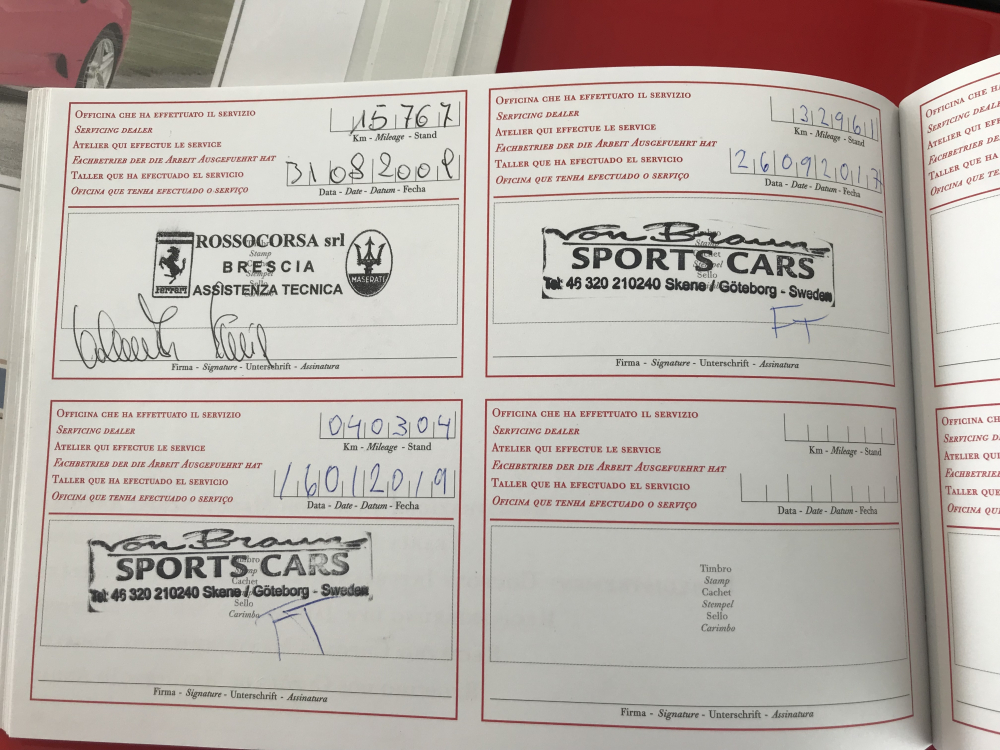 OFFICINA CHE HA EFFETTUATO IL SERVIZIO
SERVICING DEALER
ATELIER QUI EFFECTUE LE SERVICE
FACHBETRIEB DER DIE ARBEIT AUSGEFUEHRT HAT
TALLER QUE HA EFECTUADO EL SERVICIO
OFICINA QUE TENHA EFECTUADO O SERVIÇO
15767
Km - Mileage - Stand
31082008
Data - Date - Datum - Fecha
ROSSOCORSA srl
BRESCIA
ASSISTENZA TECNICA
Ferrari
MASERATI
Firma - Signature - Unterschrift - Assinatura
OFFICINA CHE HA EFFETTUATO IL SERVIZIO
SERVICING DEALER
ATELIER QUI EFFECTUE LE SERVICE
FACHBETRIEB DER DIE ARBEIT AUSGEFUEHRT HAT
TALLER QUE HA EFECTUADO EL SERVICIO
OFICINA QUE TENHA EFECTUADO O SERVIÇO
32961
Km - Mileage - Stand
26092017
Data - Date - Datum - Fecha
von Braun
SPORTS CARS
Tel: 46 320 210240 Skene / Göteborg - Sweden
FT
Firma - Signature - Unterschrift - Assinatura
OFFICINA CHE HA EFFETTUATO IL SERVIZIO
SERVICING DEALER
ATELIER QUI EFFECTUE LE SERVICE
FACHBETRIEB DER DIE ARBEIT AUSGEFUEHRT HAT
TALLER QUE HA EFECTUADO EL SERVICIO
OFICINA QUE TENHA EFECTUADO O SERVIÇO
040304
Km - Mileage - Stand
16012019
Data - Date - Datum - Fecha
von Braun
SPORTS CARS
Tel: 46 320 210240 Skene / Göteborg - Sweden
Sello
Carimbo
FT
Firma - Signature - Unterschrift - Assinatura
OFFICINA CHE HA EFFETTUATO IL SERVIZIO
SERVICING DEALER
ATELIER QUI EFFECTUE LE SERVICE
FACHBETRIEB DER DIE ARBEIT AUSGEFUEHRT HAT
TALLER QUE HA EFECTUADO EL SERVICIO
OFICINA QUE TENHA EFECTUADO O SERVIÇO
Km - Mileage - Stand
Data - Date - Datum - Fecha
Timbro
Stamp
Cachet
Stempel
Sello
Carimbo
Firma - Signature - Unterschrift - Assinatura